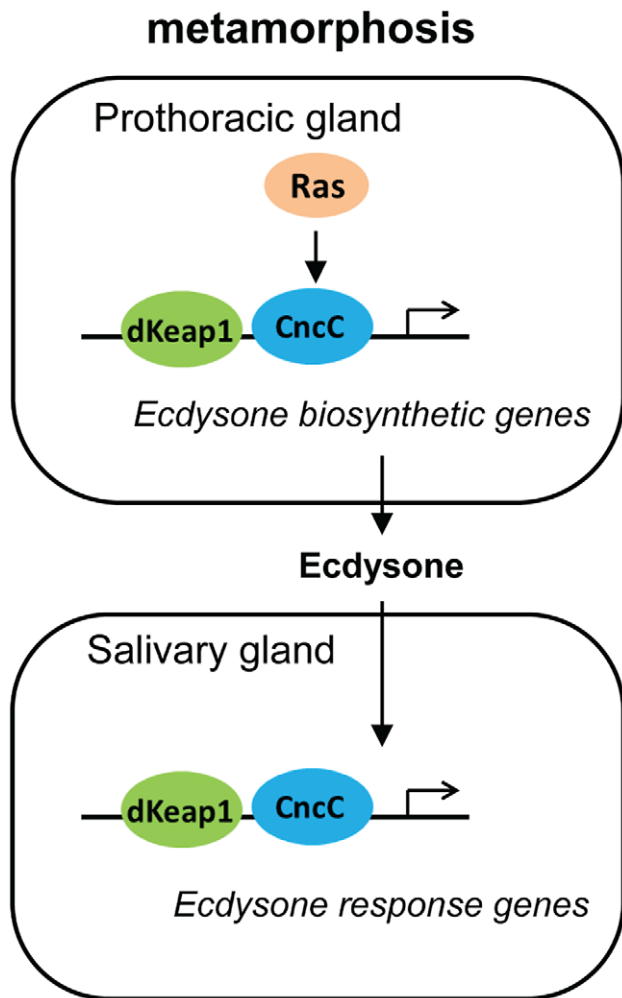 metamorphosis
Prothoracic gland
Ras
dKeap1 CncC
Ecdysone biosynthetic genes
Ecdysone
Salivary gland
dKeap1 CncC
Ecdysone response genes